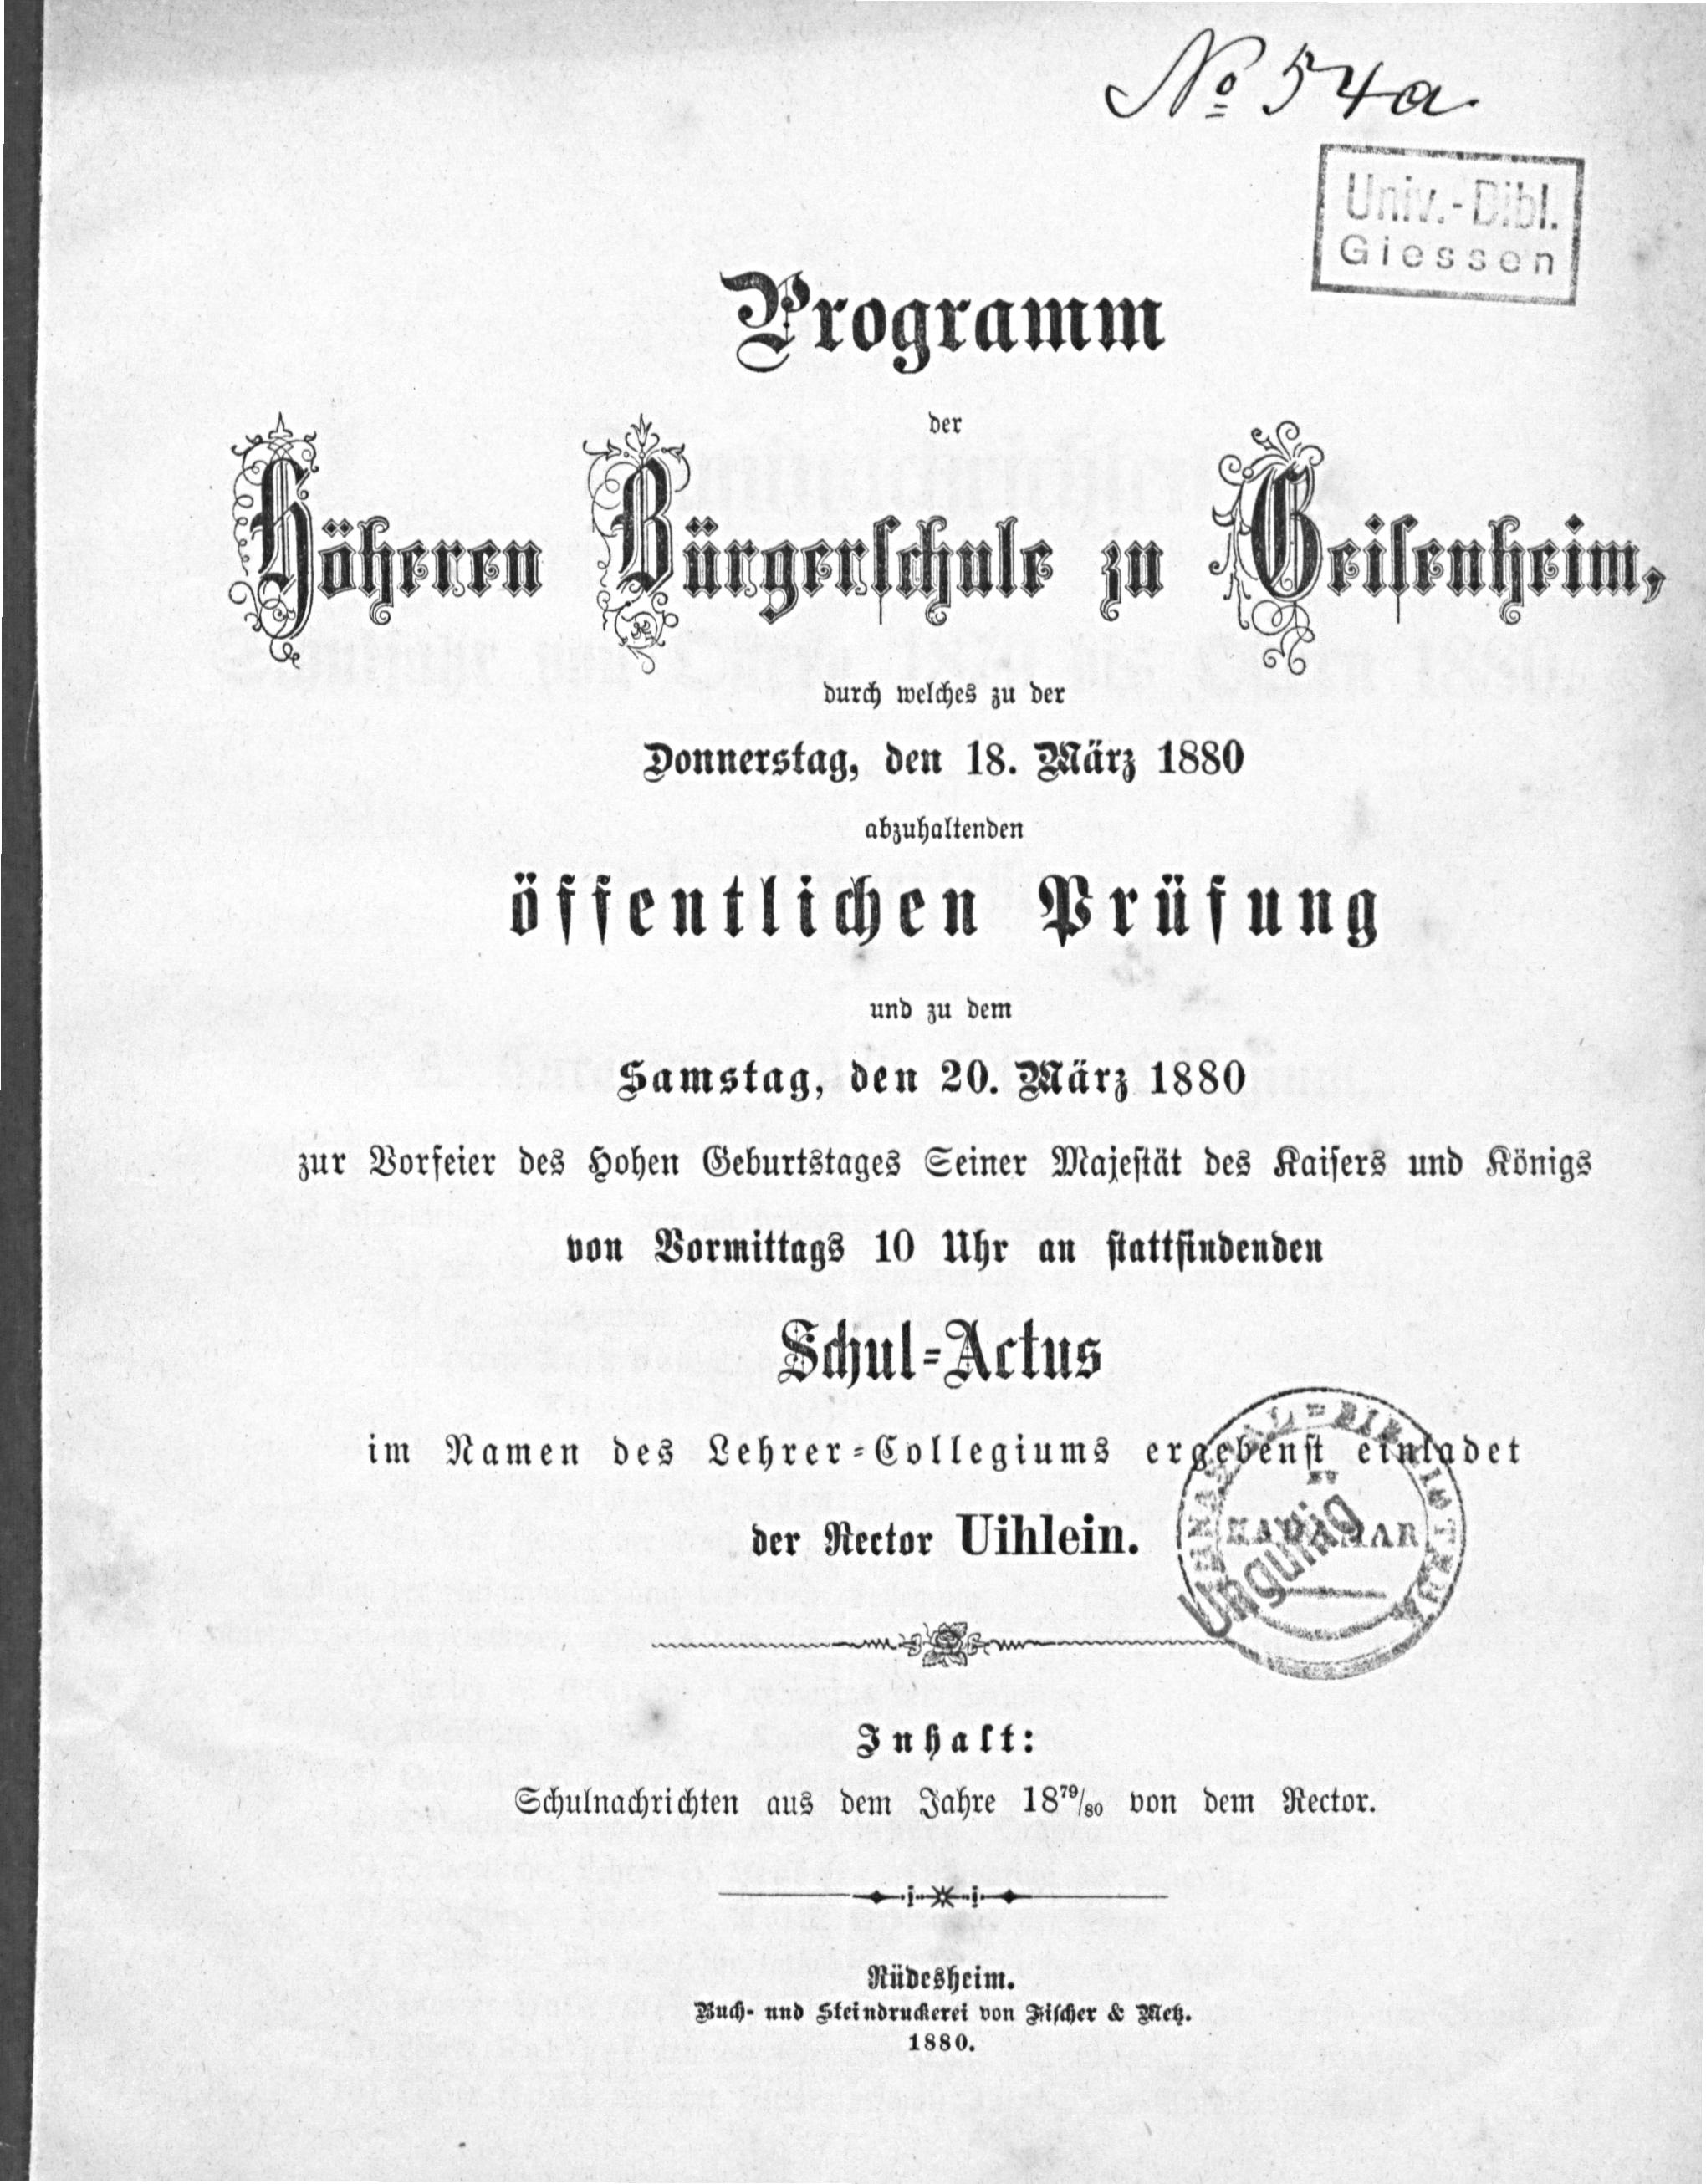 No 54a.
Univ.-Bibl.
Giessen
Programm
der
Höheren Bürgerschule zu Geisenheim,
durch welches zu der
Donnerstag, den 18. März 1880
abzuhaltenden
öffentlichen Prüfung
und zu dem
Samstag, den 20. März 1880
zur Vorfeier des Hohen Geburtstages Seiner Majestät des Kaisers und Königs
von Vormittags 10 Uhr an stattfindenden
Schul-Actus
im Namen des Lehrer-Collegiums ergebenst einladet
der Rector Uihlein.
HADAMAR
Ungültig
Inhalt:
Schulnachrichten aus dem Jahre 1879/80 von dem Rector.
Rüdesheim.
Buch- und Steindruckerei von Fischer & Metz.
1880.